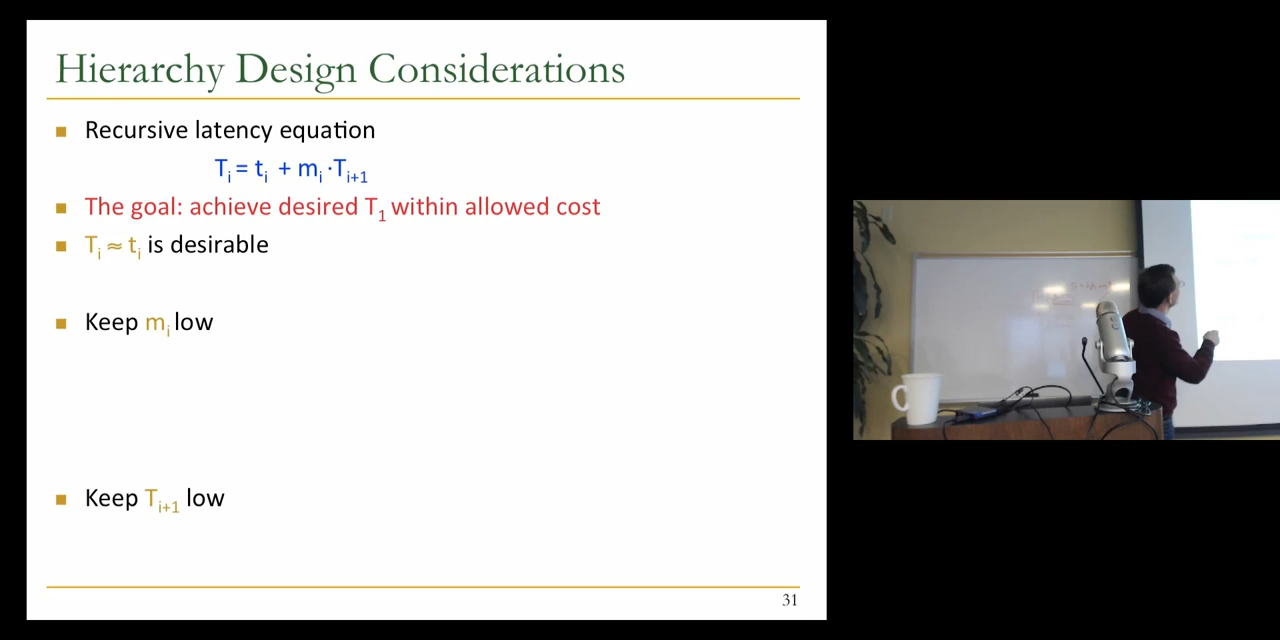 Hierarchy Design Considerations
■ Recursive latency equation
Tᵢ = tᵢ + mᵢ ·Tᵢ₊₁
■ The goal: achieve desired T₁ within allowed cost
■ Tᵢ ≈ tᵢ is desirable
■ Keep mᵢ low
■ Keep Tᵢ₊₁ low
31